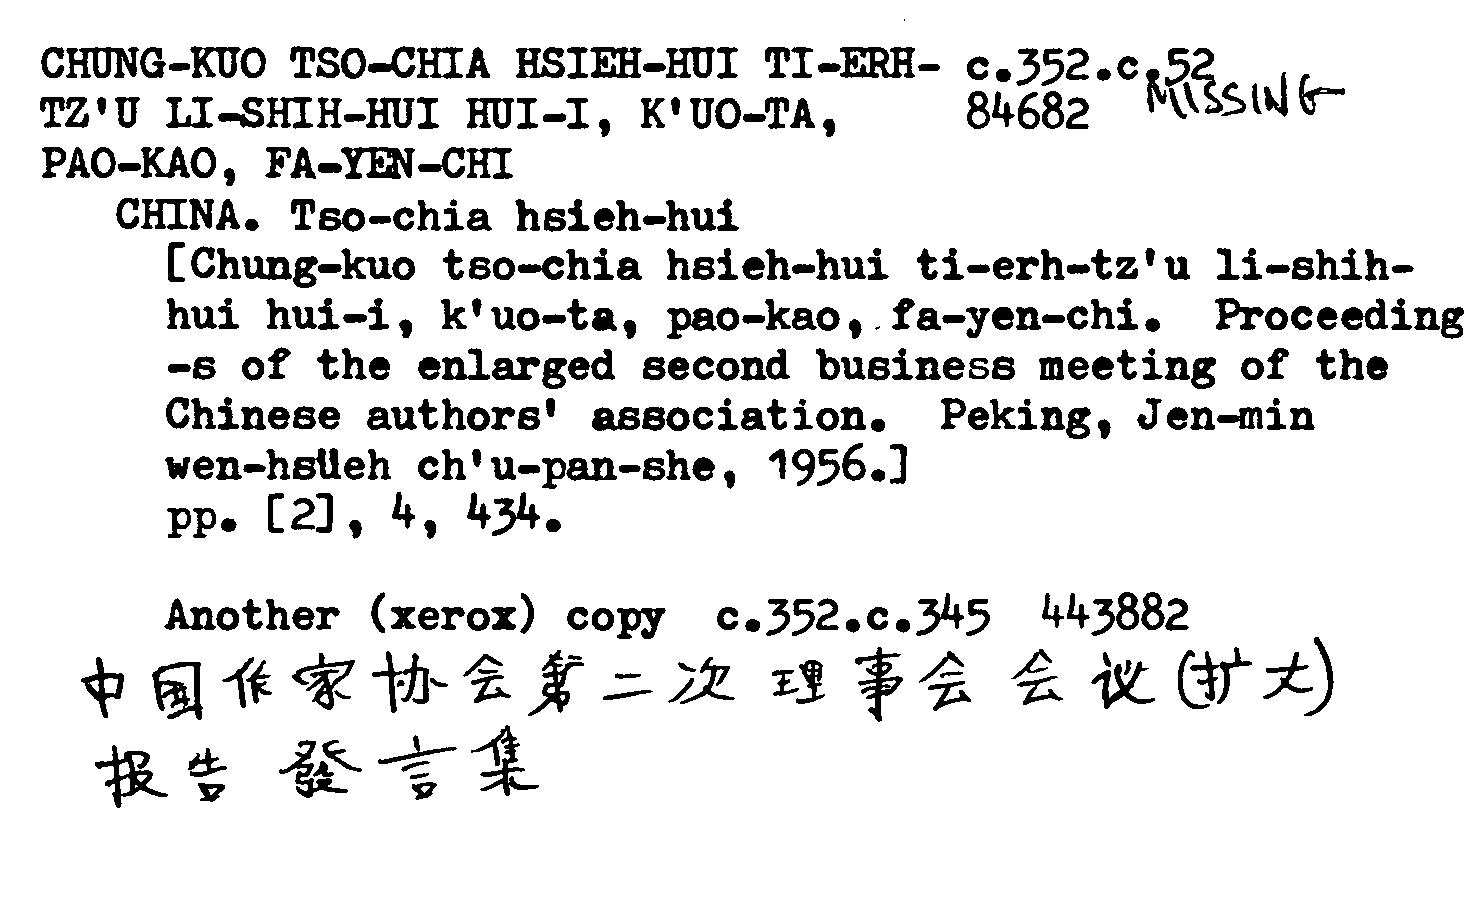 CHUNG-KUO TSO-CHIA HSIEH-HUI TI-ERH- c.352.c.52
TZ'U LI-SHIH-HUI HUI-I, K'UO-TA, 84682 MISSING
PAO-KAO, FA-YEN-CHI
CHINA. Tso-chia hsieh-hui
[Chung-kuo tso-chia hsieh-hui ti-erh-tz'u li-shih-
hui hui-i, k'uo-ta, pao-kao, fa-yen-chi. Proceeding
-s of the enlarged second business meeting of the
Chinese authors' association. Peking, Jen-min
wen-hsüeh ch'u-pan-she, 1956.]
pp. [2], 4, 434.
Another (xerox) copy c.352.c.345 443882
中国作家协会第二次理事会会议(扩大)
报告發言集